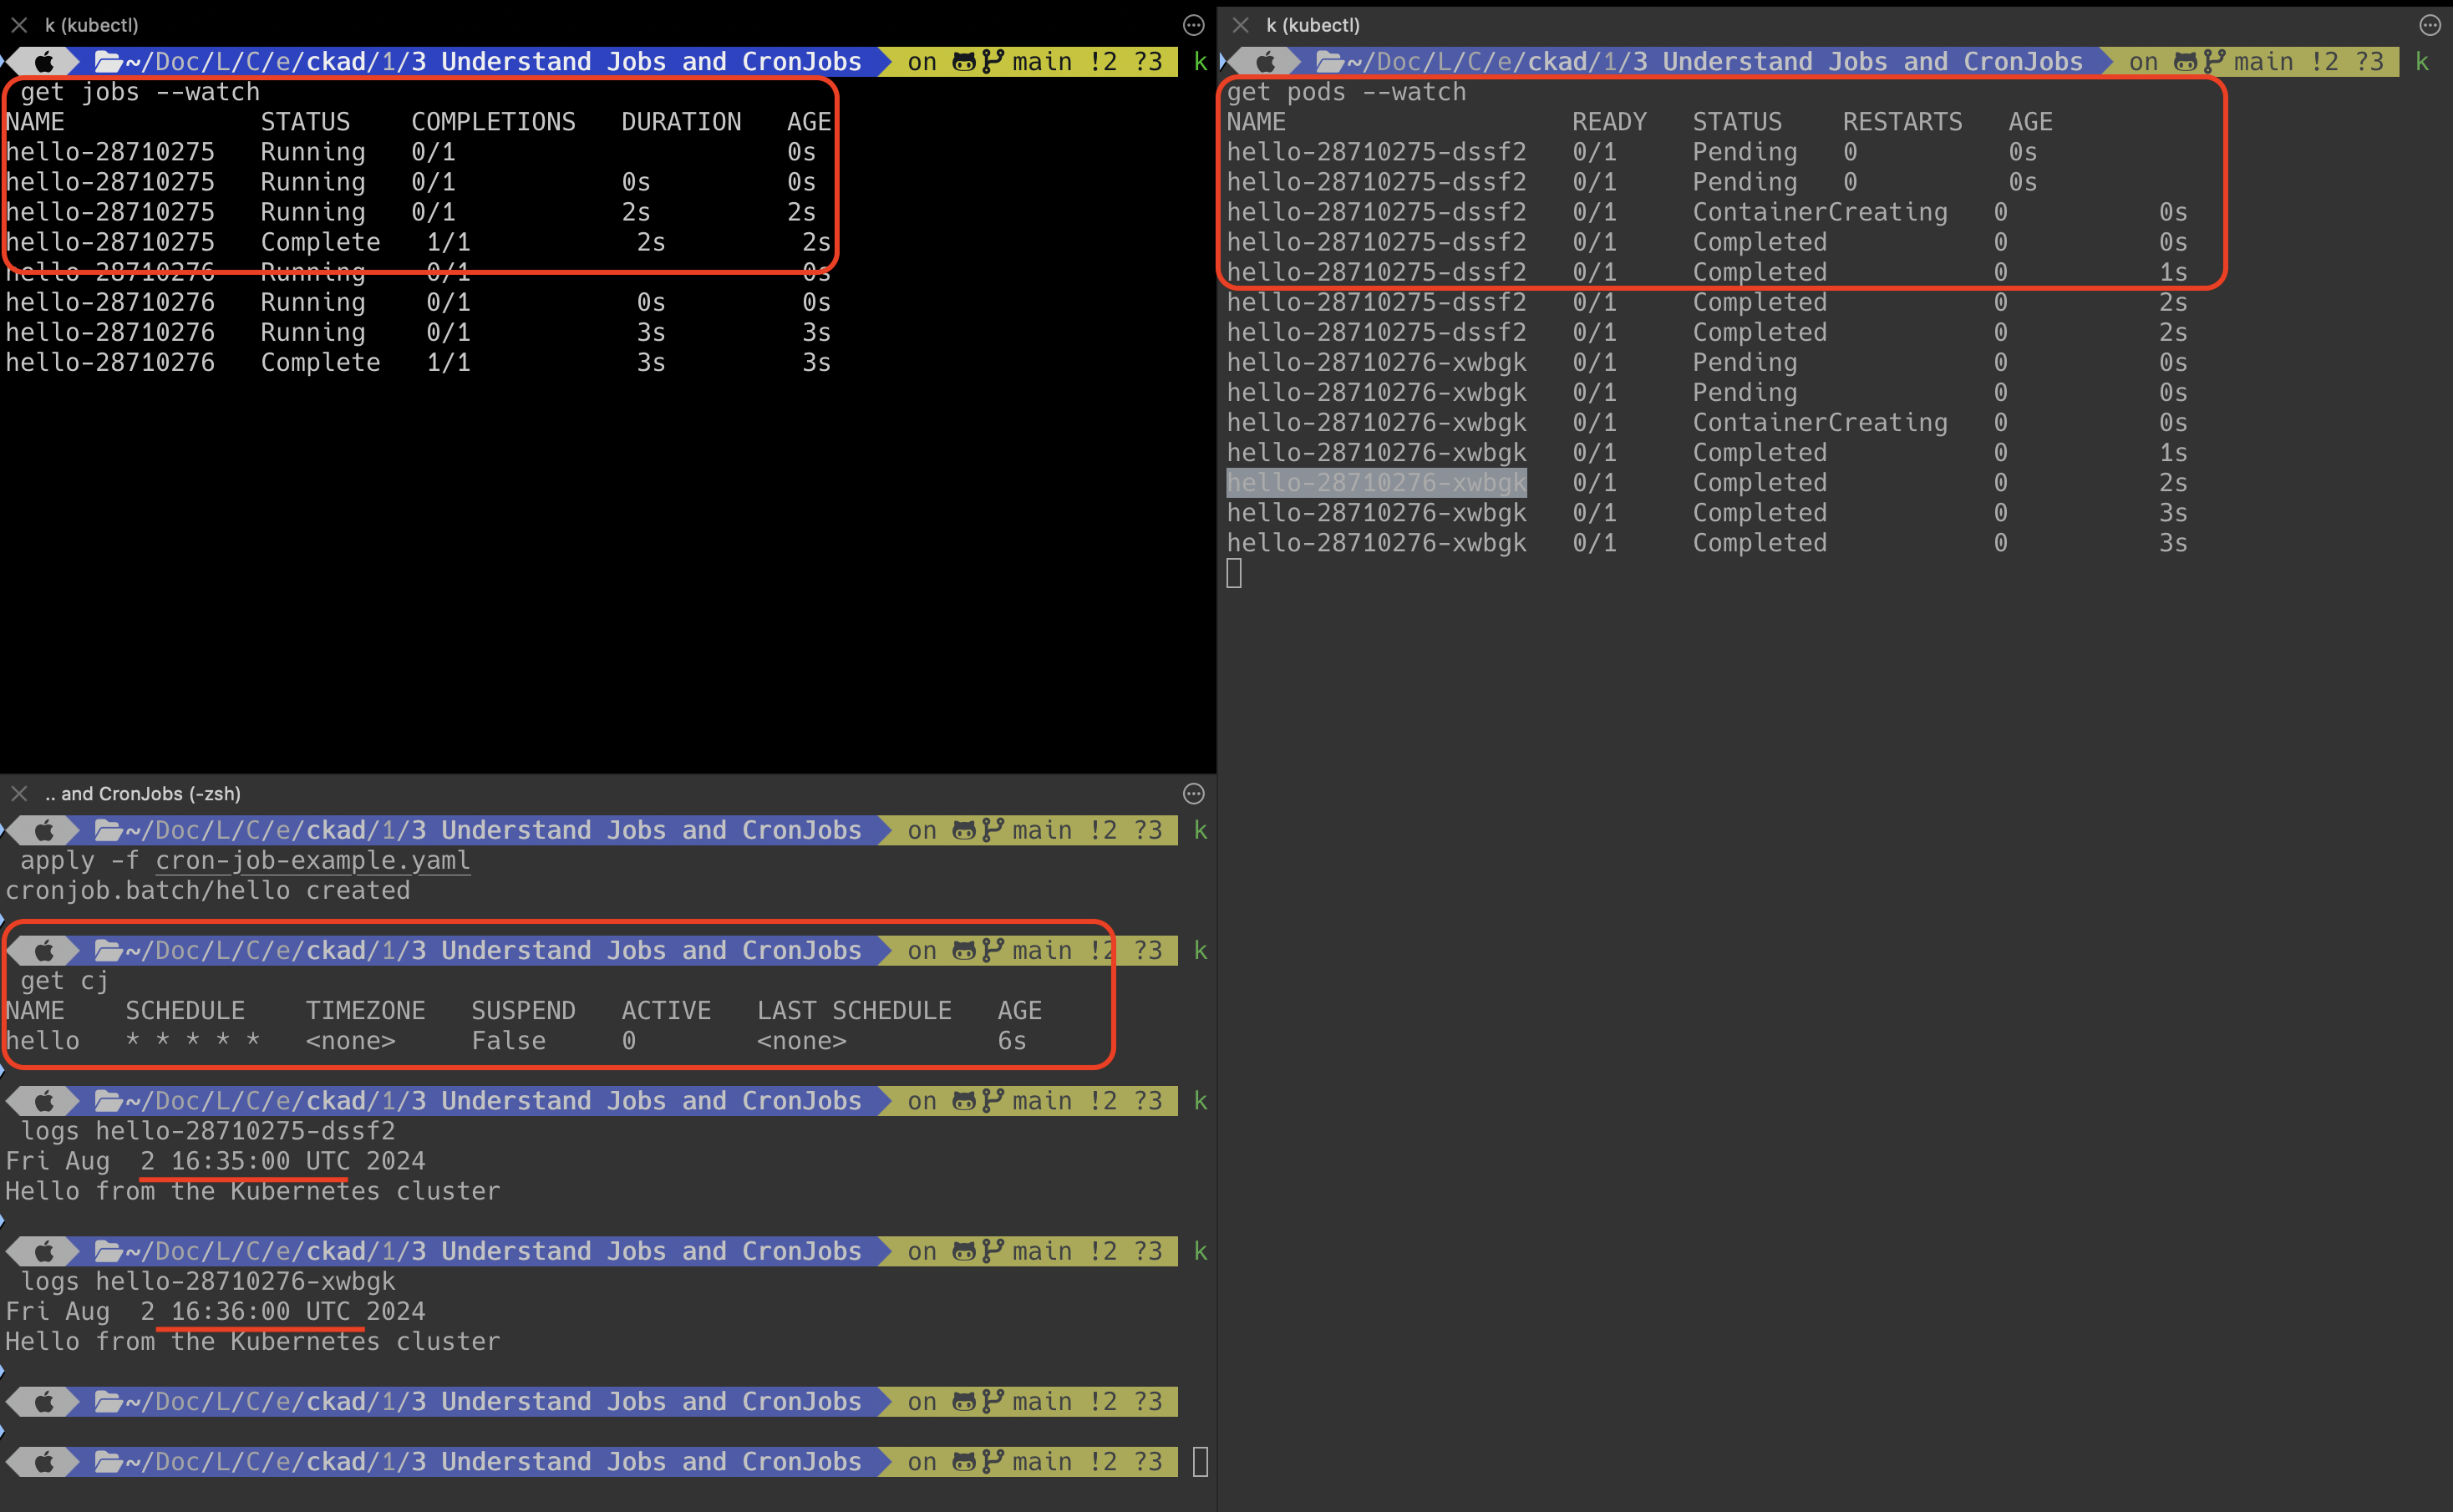 k (kubectl)
~/Doc/L/C/e/ckad/1/3 Understand Jobs and CronJobs on main !2 ?3 k
get jobs --watch
NAME STATUS COMPLETIONS DURATION AGE
hello-28710275 Running 0/1 0s
hello-28710275 Running 0/1 0s 0s
hello-28710275 Running 0/1 2s 2s
hello-28710275 Complete 1/1 2s 2s
hello-28710276 Running 0/1 0s
hello-28710276 Running 0/1 0s 0s
hello-28710276 Running 0/1 3s 3s
hello-28710276 Complete 1/1 3s 3s
.. and CronJobs (-zsh)
~/Doc/L/C/e/ckad/1/3 Understand Jobs and CronJobs on main !2 ?3 k
apply -f cron-job-example.yaml
cronjob.batch/hello created
~/Doc/L/C/e/ckad/1/3 Understand Jobs and CronJobs on main !2 ?3 k
get cj
NAME SCHEDULE TIMEZONE SUSPEND ACTIVE LAST SCHEDULE AGE
hello * * * * * <none> False 0 <none> 6s
~/Doc/L/C/e/ckad/1/3 Understand Jobs and CronJobs on main !2 ?3 k
logs hello-28710275-dssf2
Fri Aug  2 16:35:00 UTC 2024
Hello from the Kubernetes cluster
~/Doc/L/C/e/ckad/1/3 Understand Jobs and CronJobs on main !2 ?3 k
logs hello-28710276-xwbgk
Fri Aug  2 16:36:00 UTC 2024
Hello from the Kubernetes cluster
~/Doc/L/C/e/ckad/1/3 Understand Jobs and CronJobs on main !2 ?3
~/Doc/L/C/e/ckad/1/3 Understand Jobs and CronJobs on main !2 ?3
k (kubectl)
~/Doc/L/C/e/ckad/1/3 Understand Jobs and CronJobs on main !2 ?3 k
get pods --watch
NAME READY STATUS RESTARTS AGE
hello-28710275-dssf2 0/1 Pending 0 0s
hello-28710275-dssf2 0/1 Pending 0 0s
hello-28710275-dssf2 0/1 ContainerCreating 0 0s
hello-28710275-dssf2 0/1 Completed 0 0s
hello-28710275-dssf2 0/1 Completed 0 1s
hello-28710275-dssf2 0/1 Completed 0 2s
hello-28710275-dssf2 0/1 Completed 0 2s
hello-28710276-xwbgk 0/1 Pending 0 0s
hello-28710276-xwbgk 0/1 Pending 0 0s
hello-28710276-xwbgk 0/1 ContainerCreating 0 0s
hello-28710276-xwbgk 0/1 Completed 0 1s
hello-28710276-xwbgk 0/1 Completed 0 2s
hello-28710276-xwbgk 0/1 Completed 0 3s
hello-28710276-xwbgk 0/1 Completed 0 3s